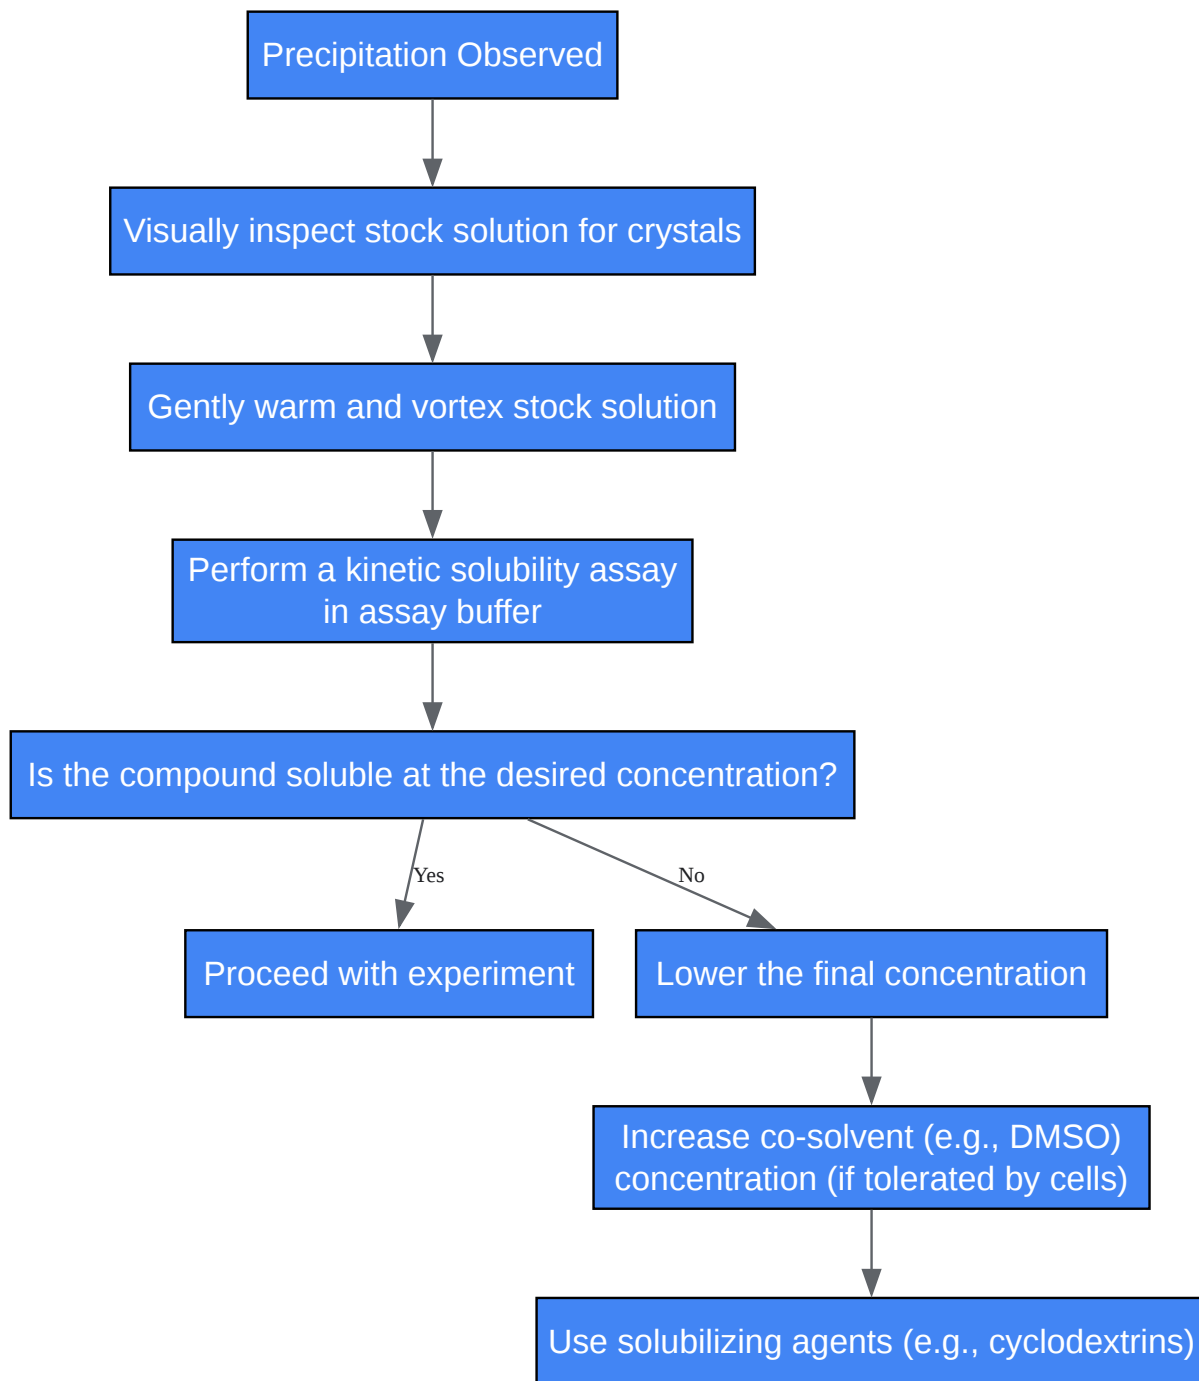 Precipitation Observed
Visually inspect stock solution for crystals
Gently warm and vortex stock solution
Perform a kinetic solubility assay
in assay buffer
Is the compound soluble at the desired concentration?
Yes
No
Proceed with experiment
Lower the final concentration
Increase co-solvent (e.g., DMSO)
concentration (if tolerated by cells)
Use solubilizing agents (e.g., cyclodextrins)